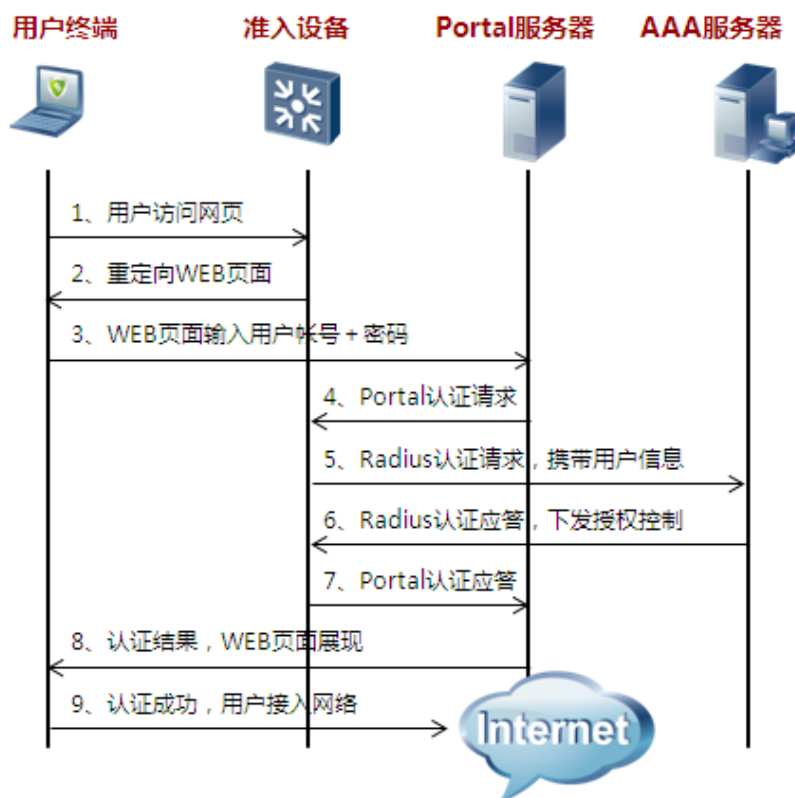 用户终端
准入设备
Portal服务器
AAA服务器
1、用户访问网页
2、重定向WEB页面
3、WEB页面输入用户帐号+密码
4、Portal认证请求
5、Radius认证请求，携带用户信息
6、Radius认证应答，下发授权控制
7、Portal认证应答
8、认证结果，WEB页面展现
9、认证成功，用户接入网络
Internet